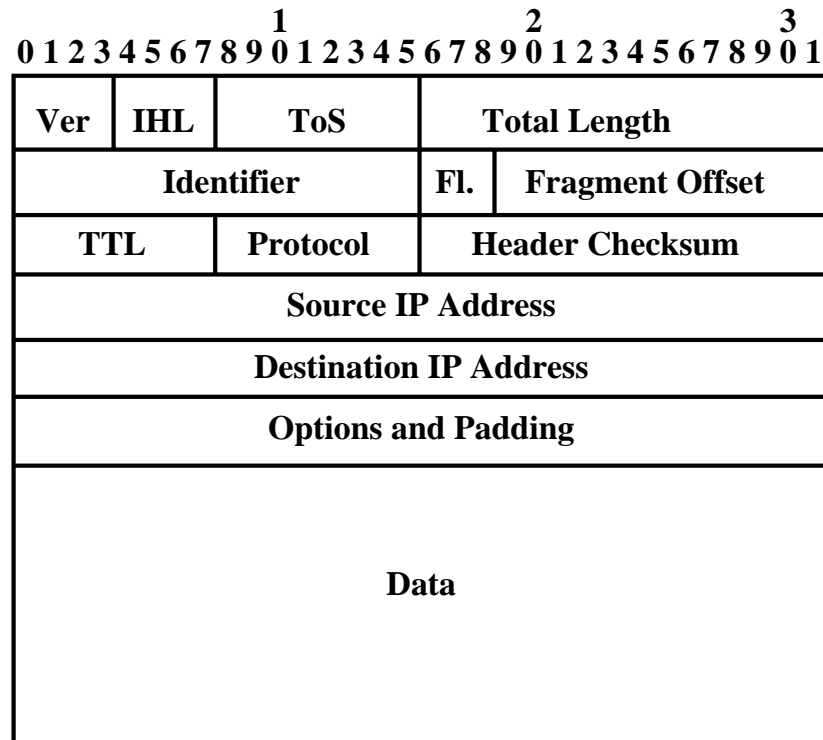 1 2 3
0 1 2 3 4 5 6 7 8 9 0 1 2 3 4 5 6 7 8 9 0 1 2 3 4 5 6 7 8 9 0 1
Ver IHL ToS Total Length
Identifier Fl. Fragment Offset
TTL Protocol Header Checksum
Source IP Address
Destination IP Address
Options and Padding
Data